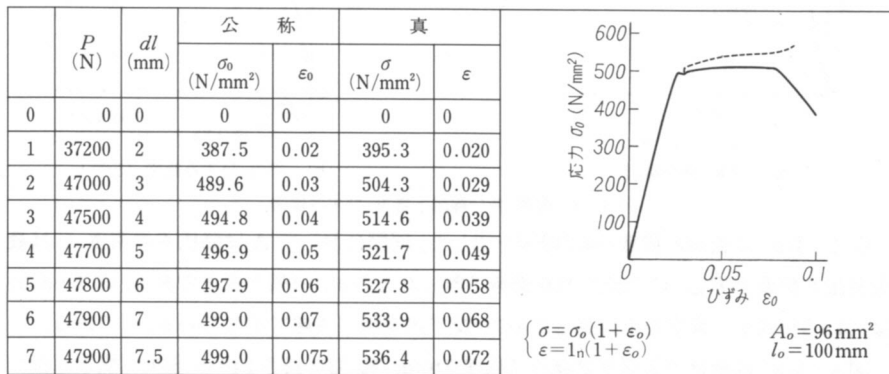 公 称 真
P (N) dl (mm) σ₀ (N/mm²) ε₀ σ (N/mm²) ε
0 0 0 0 0 0 0
1 37200 2 387.5 0.02 395.3 0.020
2 47000 3 489.6 0.03 504.3 0.029
3 47500 4 494.8 0.04 514.6 0.039
4 47700 5 496.9 0.05 521.7 0.049
5 47800 6 497.9 0.06 527.8 0.058
6 47900 7 499.0 0.07 533.9 0.068
7 47900 7.5 499.0 0.075 536.4 0.072
応力 σ₀ (N/mm²)
600
500
400
300
200
100
0 0.05 0.1
ひずみ ε₀
σ=σₒ(1+εₒ) Aₒ=96mm²
ε=1n(1+εₒ) lₒ=100mm